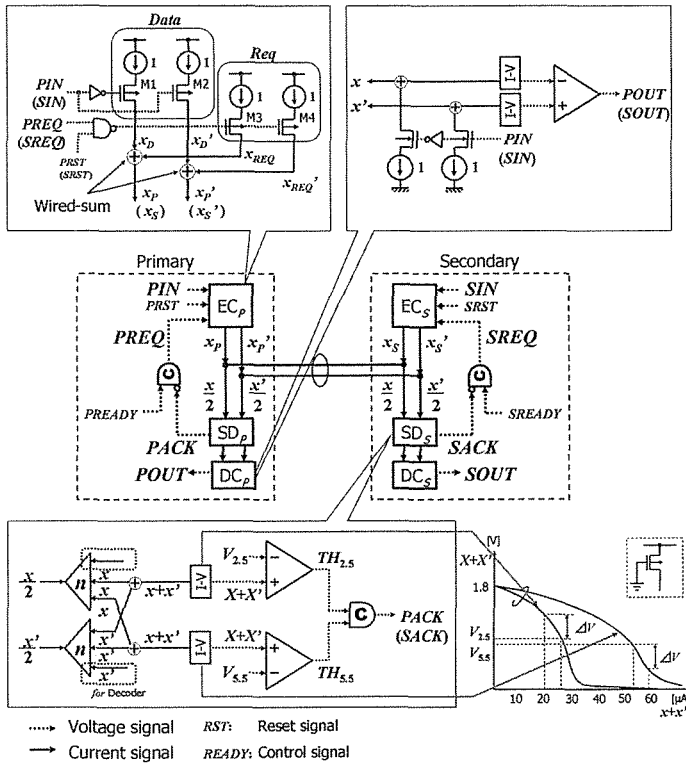 Data
Req
1
1
M1
M2
1
1
M3
M4
PIN
(SIN)
PREQ
(SREQ)
PRST
(SRST)
x_D
x_D'
x_REQ
x_REQ'
Wired-sum
x_P
(x_S)
x_P'
(x_S')
x
x'
I-V
I-V
−
+
POUT
(SOUT)
PIN
(SIN)
1
1
Primary
Secondary
PIN
PRST
EC_P
PREQ
x_P
x_P'
C
PREADY
x/2
x'/2
PACK
SD_P
POUT
DC_P
SIN
SRST
EC_S
SREQ
x_S
x_S'
C
SREADY
x/2
x'/2
SACK
SD_S
SOUT
DC_S
x/2
n
x
x
x
x+x'
I-V
V_2.5
X+X'
−
+
TH_2.5
C
PACK
(SACK)
x'/2
n
x'
x'
x'
x+x'
I-V
X+X'
V_5.5
+
−
TH_5.5
for Decoder
[V]
X+X'
1.8
V_2.5
V_5.5
ΔV
ΔV
0
10 20 30 40 50 60 [μA]
x+x'
Voltage signal
RST: Reset signal
Current signal
READY: Control signal